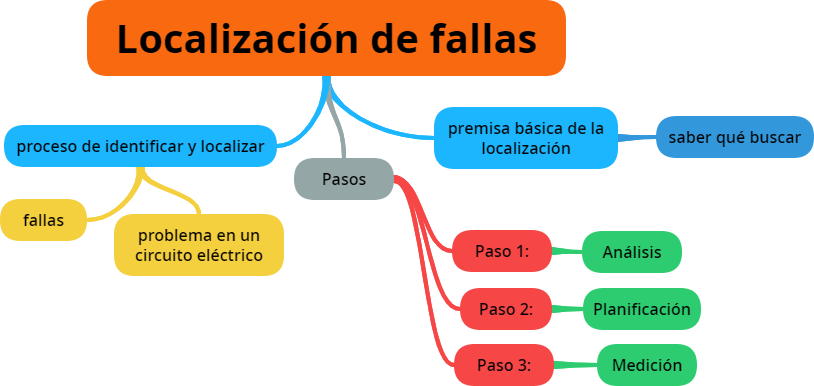 Localización de fallas
proceso de identificar y localizar
premisa básica de la
localización
saber qué buscar
Pasos
fallas
problema en un
circuito eléctrico
Paso 1:
Análisis
Paso 2:
Planificación
Paso 3:
Medición